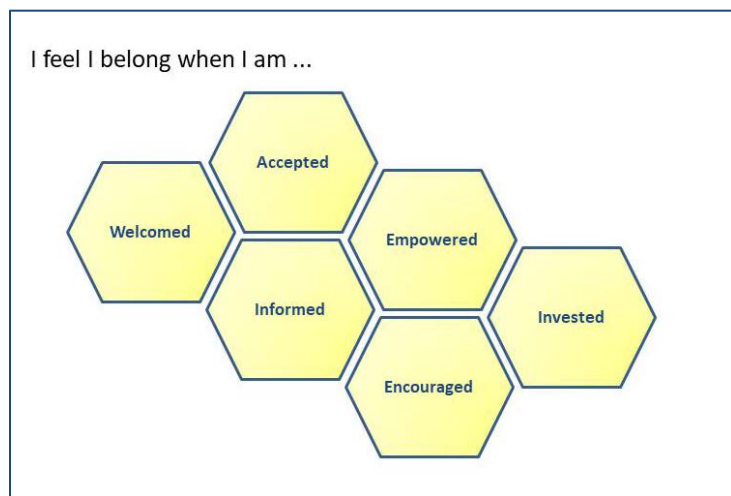 I feel I belong when I am ...
Accepted
Welcomed
Empowered
Informed
Invested
Encouraged